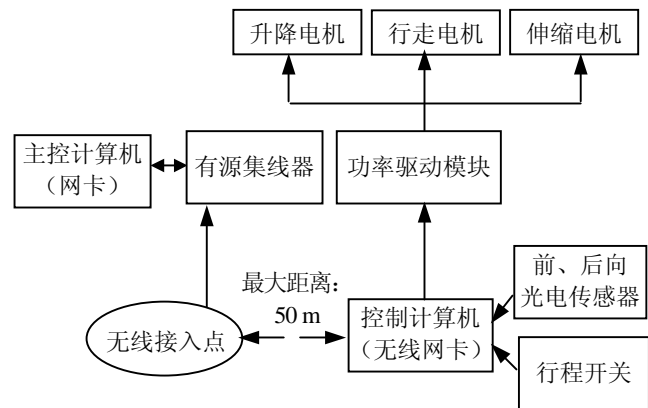 升降电机
行走电机
伸缩电机
主控计算机
（网卡）
有源集线器
功率驱动模块
最大距离：
50 m
前、后向
光电传感器
无线接入点
控制计算机
（无线网卡）
行程开关